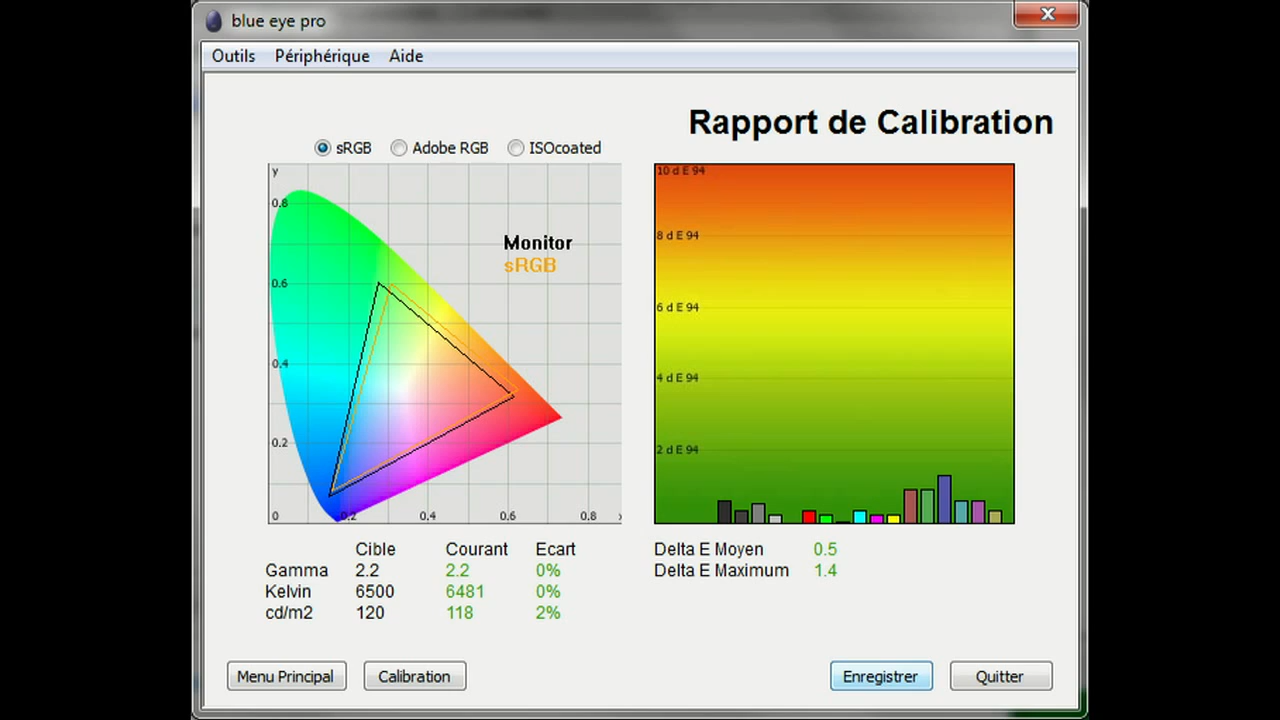 blue eye pro
Outils Périphérique Aide
Rapport de Calibration
sRGB Adobe RGB ISOcoated
y
0.8
0.6
0.4
0.2
0 0.2 0.4 0.6 0.8 x
Monitor
sRGB
10 d E 94
8 d E 94
6 d E 94
4 d E 94
2 d E 94
Cible Courant Ecart
Gamma 2.2 2.2 0%
Kelvin 6500 6481 0%
cd/m2 120 118 2%
Delta E Moyen 0.5
Delta E Maximum 1.4
Menu Principal Calibration Enregistrer Quitter